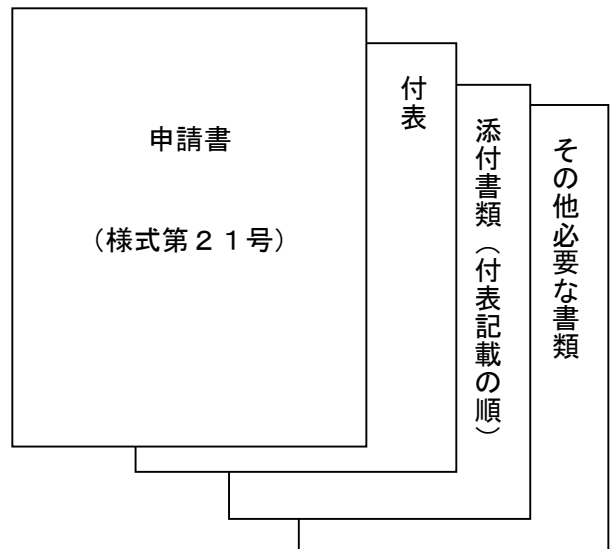 申請書
（様式第２１号）
付表
添付書類（付表記載の順）
その他必要な書類